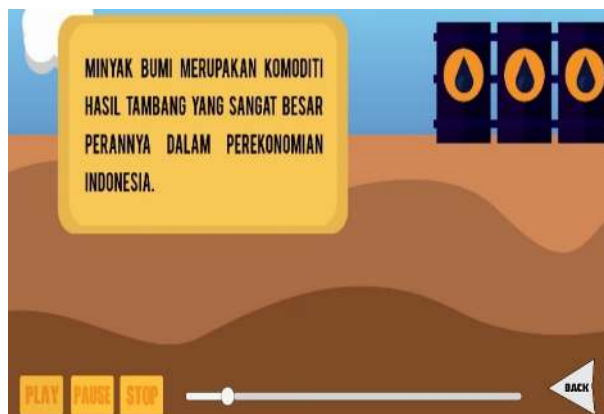 MINYAK BUMI MERUPAKAN KOMODITI
HASIL TAMBANG YANG SANGAT BESAR
PERANNYA DALAM PEREKONOMIAN
INDONESIA.
PLAY PAUSE STOP
BACK